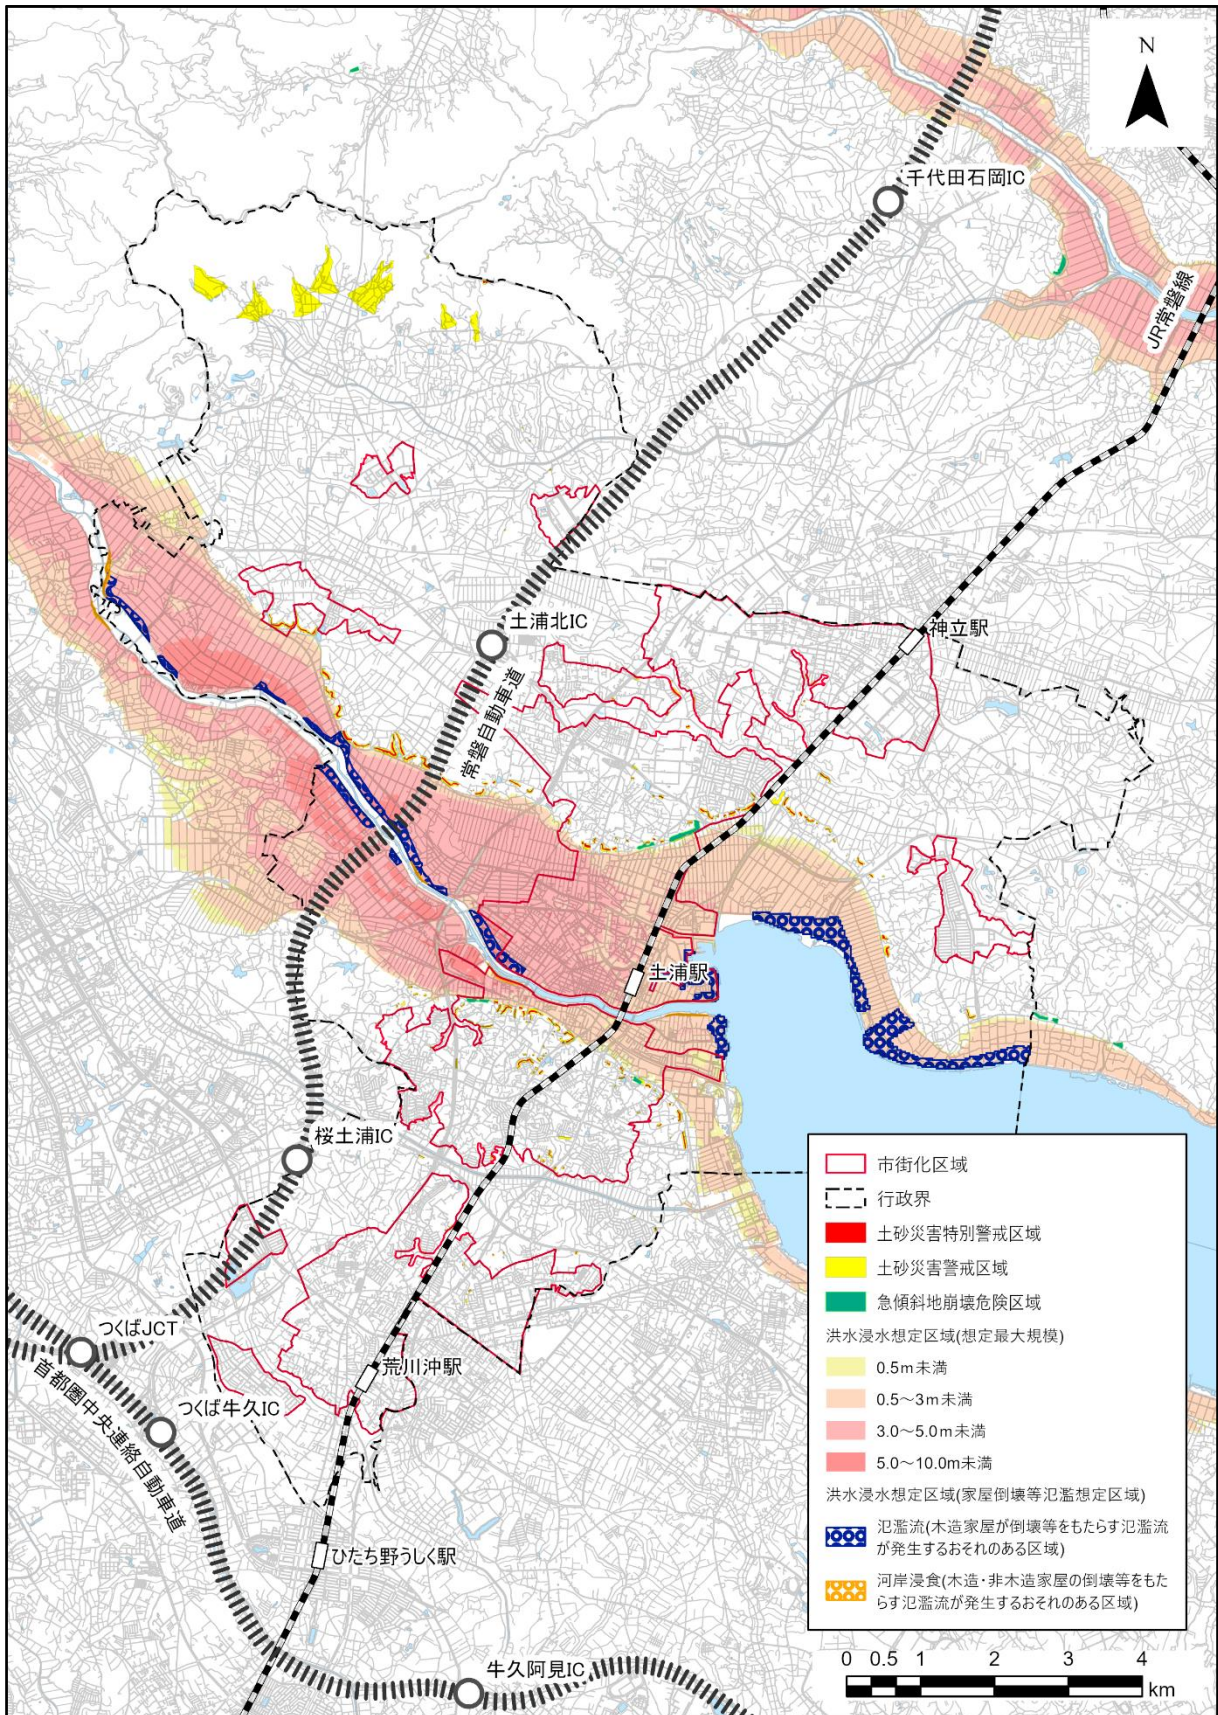 N
千代田石岡IC
JR常磐線
神立駅
土浦北IC
常磐自動車道
土浦駅
桜土浦IC
つくばJCT
荒川沖駅
つくば牛久IC
首都圏中央連絡自動車道
ひたち野うしく駅
牛久阿見IC
市街化区域
行政界
土砂災害特別警戒区域
土砂災害警戒区域
急傾斜地崩壊危険区域
洪水浸水想定区域(想定最大規模)
0.5m未満
0.5～3m未満
3.0～5.0m未満
5.0～10.0m未満
洪水浸水想定区域(家屋倒壊等氾濫想定区域)
氾濫流(木造家屋が倒壊等をもたらす氾濫流
が発生するおそれのある区域)
河岸浸食(木造・非木造家屋の倒壊等をもた
らす氾濫流が発生するおそれのある区域)
0 0.5 1 2 3 4
km